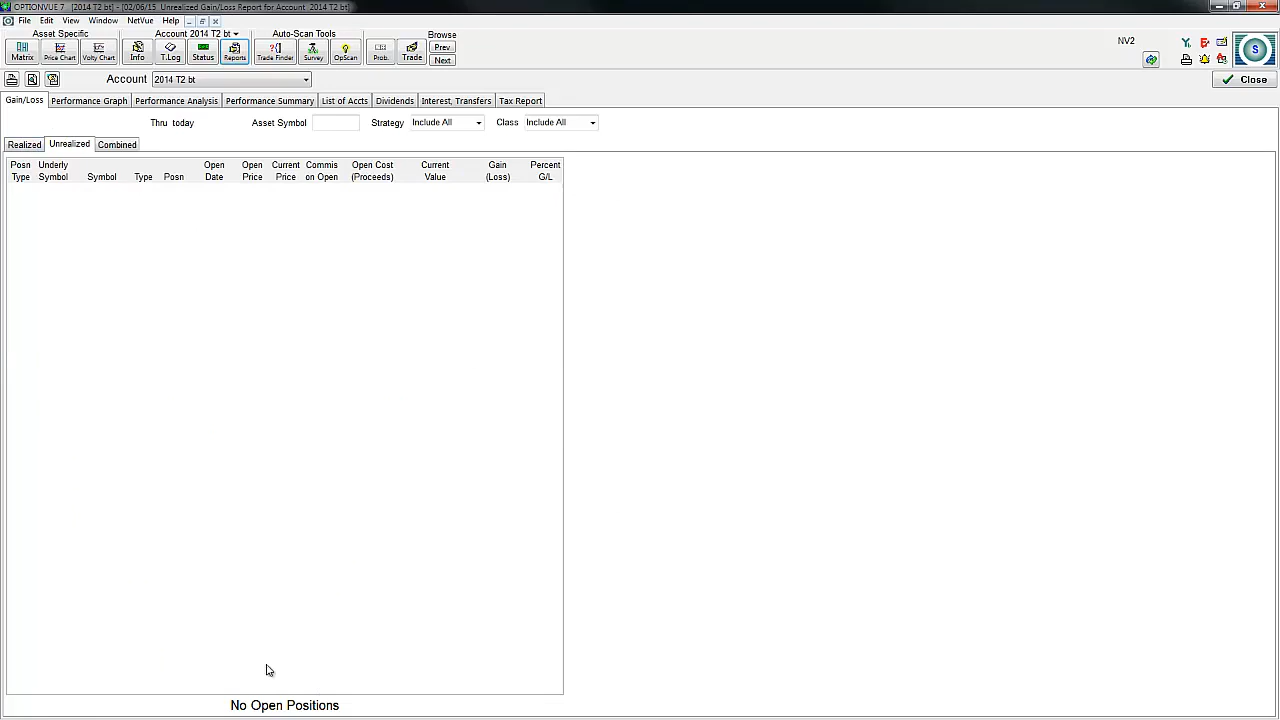 OPTIONVUE 7 [2014 T2 bt] - [02/06/15 Unrealized Gain/Loss Report for Account 2014 T2 bt]
File Edit View Window NetVue Help
Asset Specific Account 2014 T2 bt Auto-Scan Tools Browse
Matrix Price Chart Volty Chart Info T.Log Status Reports Trade Finder Survey OpScan Prob. Trade Prev Next NV2 S
Account 2014 T2 bt Close
Gain/Loss Performance Graph Performance Analysis Performance Summary List of Accts Dividends Interest, Transfers Tax Report
Thru today Asset Symbol Strategy Include All Class Include All
Realized Unrealized Combined
Posn Underly Open Open Current Commis Open Cost Current Gain Percent
Type Symbol Symbol Type Posn Date Price Price on Open (Proceeds) Value (Loss) G/L
No Open Positions